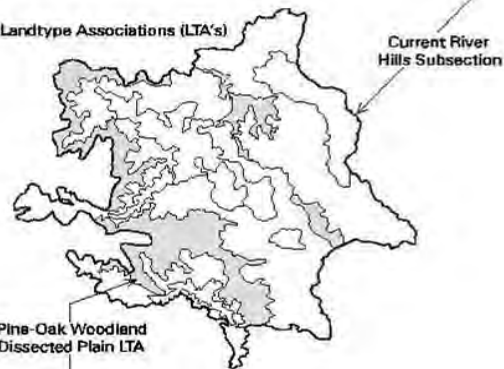 Landtype Associations (LTA's)
Current River
Hills Subsection
Pine-Oak Woodland
Dissected Plain LTA